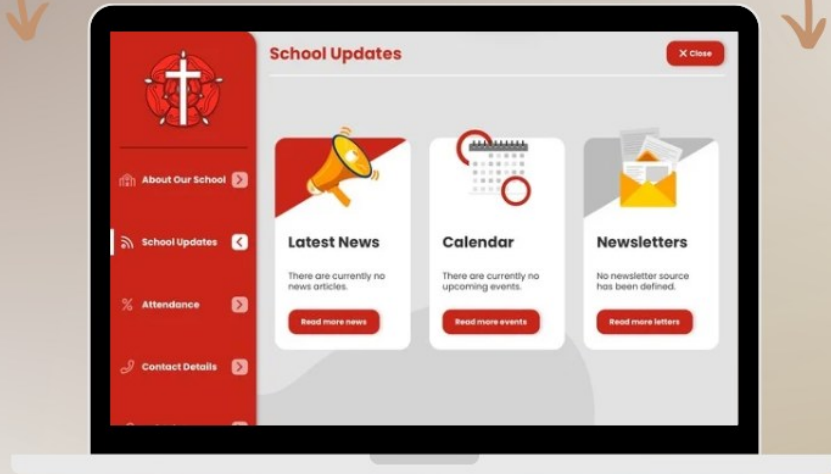 School Updates
X Close
About Our School
School Updates
Attendance
Contact Details
Latest News
There are currently no
news articles.
Read more news
Calendar
There are currently no
upcoming events.
Read more events
Newsletters
No newsletter source
has been defined.
Read more letters